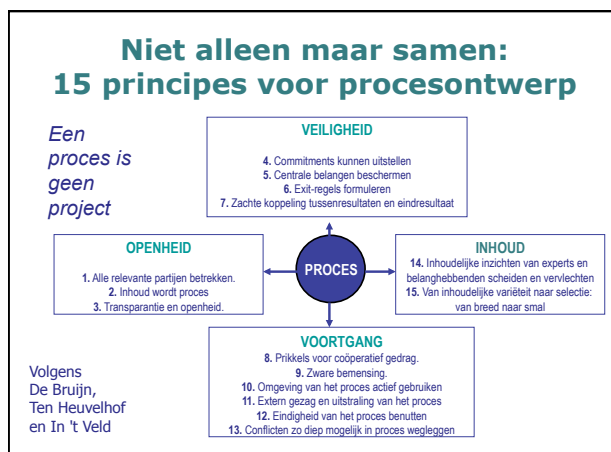 Niet alleen maar samen:
15 principes voor procesontwerp
Een
proces is
geen
project
VEILIGHEID
4. Commitments kunnen uitstellen
5. Centrale belangen beschermen
6. Exit-regels formuleren
7. Zachte koppeling tussenresultaten en eindresultaat
OPENHEID
1. Alle relevante partijen betrekken.
2. Inhoud wordt proces
3. Transparantie en openheid.
PROCES
INHOUD
14. Inhoudelijke inzichten van experts en
belanghebbenden scheiden en vervlechten
15. Van inhoudelijke variëteit naar selectie:
van breed naar smal
VOORTGANG
8. Prikkels voor coöperatief gedrag.
9. Zware bemensing.
10. Omgeving van het proces actief gebruiken
11. Extern gezag en uitstraling van het proces
12. Eindigheid van het proces benutten
13. Conflicten zo diep mogelijk in proces wegleggen
Volgens
De Bruijn,
Ten Heuvelhof
en In 't Veld